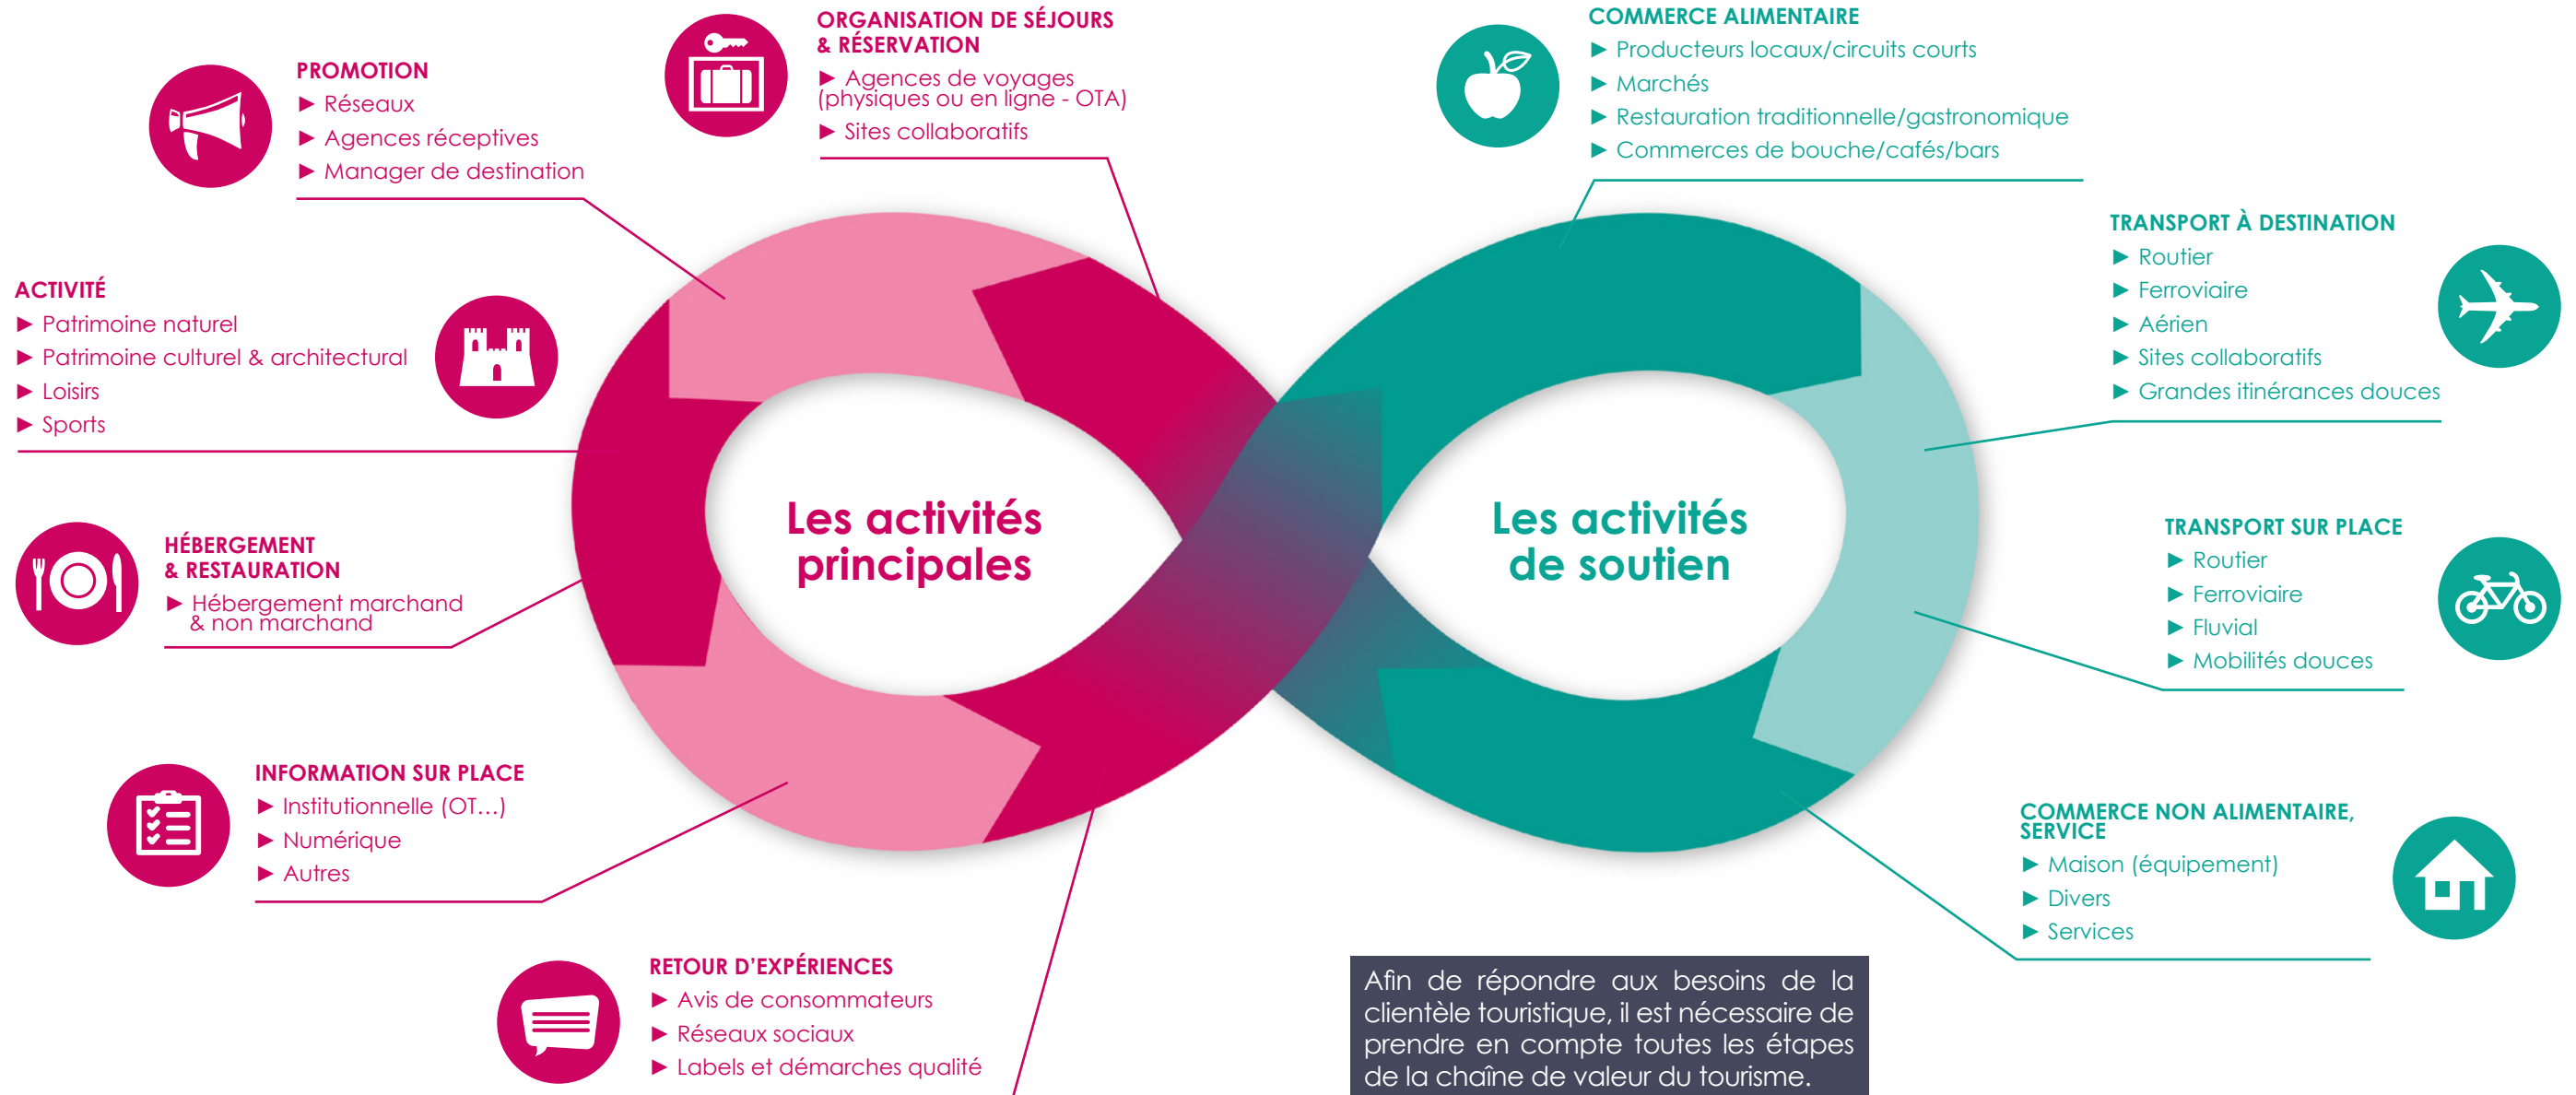 PROMOTION
► Réseaux
► Agences réceptives
► Manager de destination
ORGANISATION DE SÉJOURS
& RÉSERVATION
► Agences de voyages
(physiques ou en ligne - OTA)
► Sites collaboratifs
ACTIVITÉ
► Patrimoine naturel
► Patrimoine culturel & architectural
► Loisirs
► Sports
HÉBERGEMENT
& RESTAURATION
► Hébergement marchand
& non marchand
INFORMATION SUR PLACE
► Institutionnelle (OT...)
► Numérique
► Autres
RETOUR D'EXPÉRIENCES
► Avis de consommateurs
► Réseaux sociaux
► Labels et démarches qualité
Les activités
principales
Les activités
de soutien
COMMERCE ALIMENTAIRE
► Producteurs locaux/circuits courts
► Marchés
► Restauration traditionnelle/gastronomique
► Commerces de bouche/cafés/bars
TRANSPORT À DESTINATION
► Routier
► Ferroviaire
► Aérien
► Sites collaboratifs
► Grandes itinérances douces
TRANSPORT SUR PLACE
► Routier
► Ferroviaire
► Fluvial
► Mobilités douces
COMMERCE NON ALIMENTAIRE,
SERVICE
► Maison (équipement)
► Divers
► Services
Afin de répondre aux besoins de la
clientèle touristique, il est nécessaire de
prendre en compte toutes les étapes
de la chaîne de valeur du tourisme.